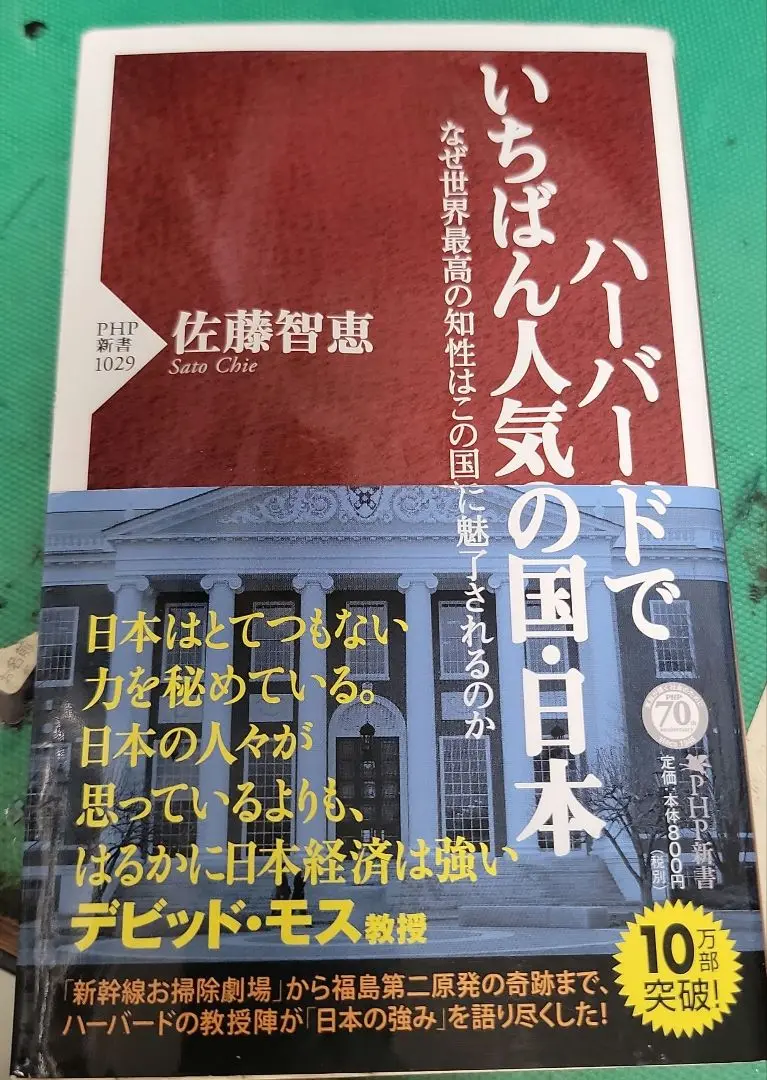 ハーバードで
いちばん人気の国・日本
なぜ世界最高の知性はこの国に魅了されるのか
PHP
新書
1029
佐藤智恵
Sato Chie
日本はとてつもない
力を秘めている。
日本の人々が
思っているよりも、
はるかに日本経済は強い
デビッド・モス教授
PHP
70th
Anniversary
PHP新書
定価:本体800円
(税別)
10万部
突破!
「新幹線お掃除劇場」から福島第二原発の奇跡まで、
ハーバードの教授陣が「日本の強み」を語り尽くした!